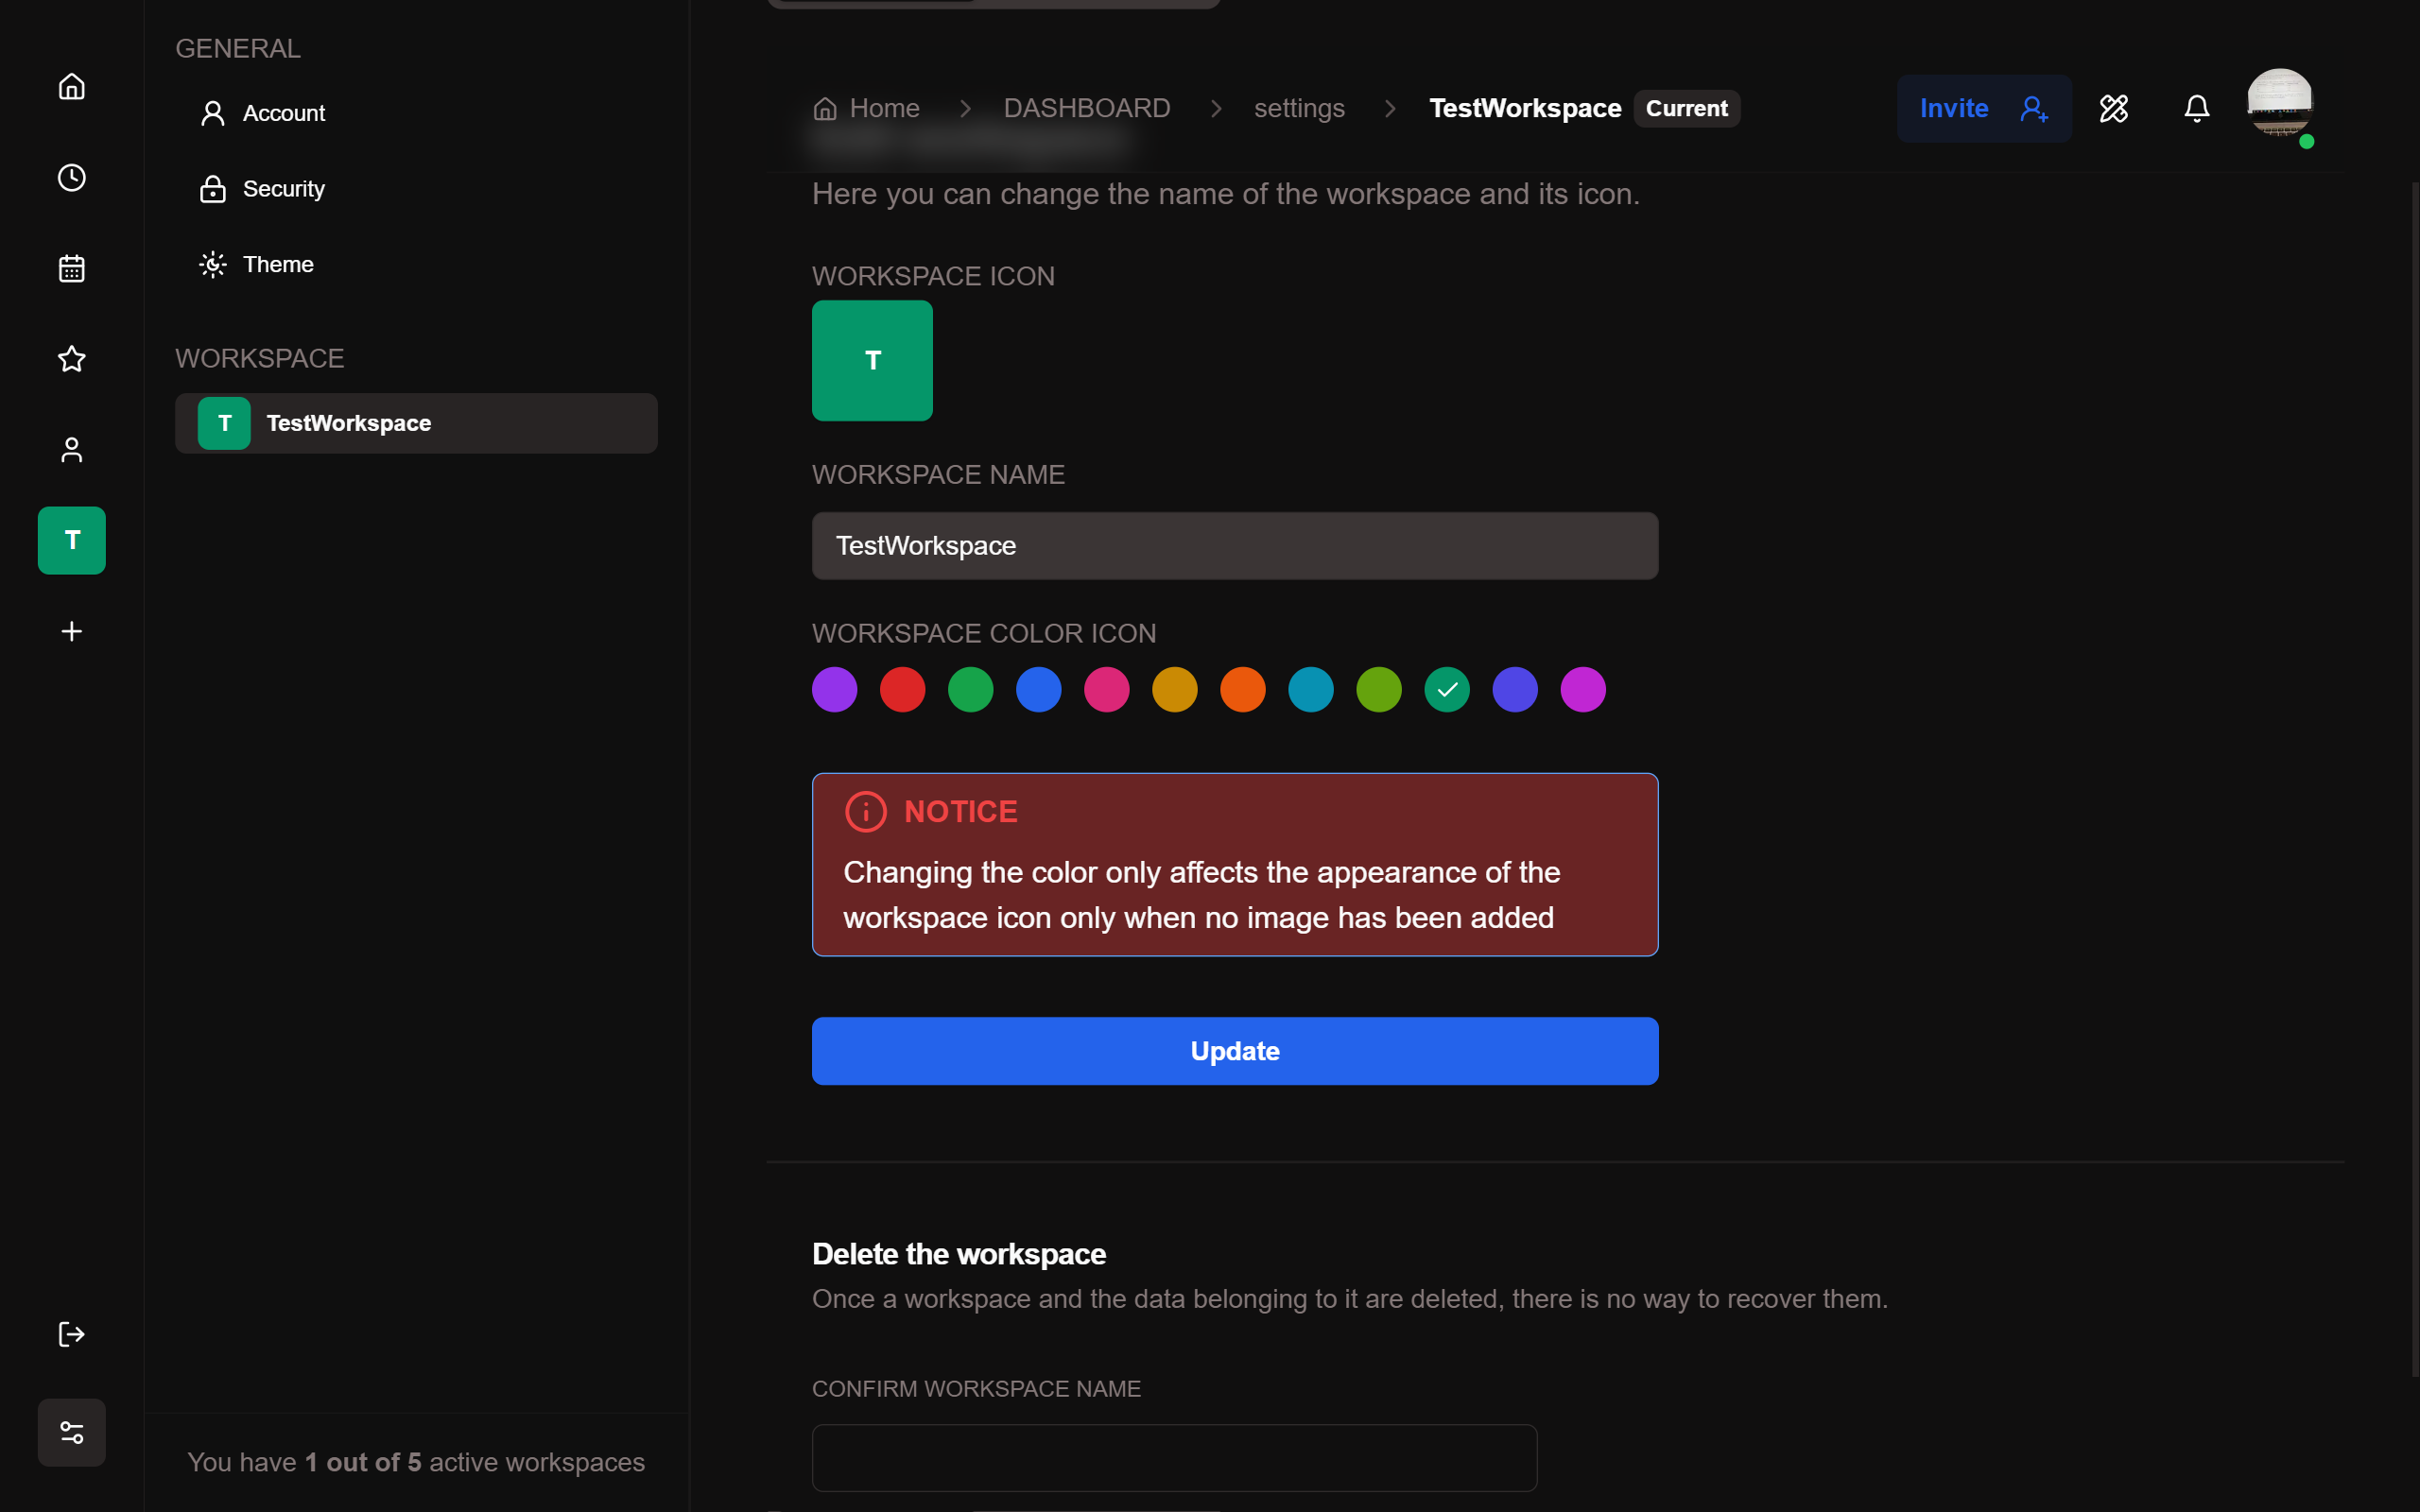 GENERAL
Account
Security
Theme
WORKSPACE
T TestWorkspace
T
You have 1 out of 5 active workspaces
Home > DASHBOARD > settings > TestWorkspace Current
Invite
Here you can change the name of the workspace and its icon.
WORKSPACE ICON
T
WORKSPACE NAME
TestWorkspace
WORKSPACE COLOR ICON
NOTICE
Changing the color only affects the appearance of the
workspace icon only when no image has been added
Update
Delete the workspace
Once a workspace and the data belonging to it are deleted, there is no way to recover them.
CONFIRM WORKSPACE NAME